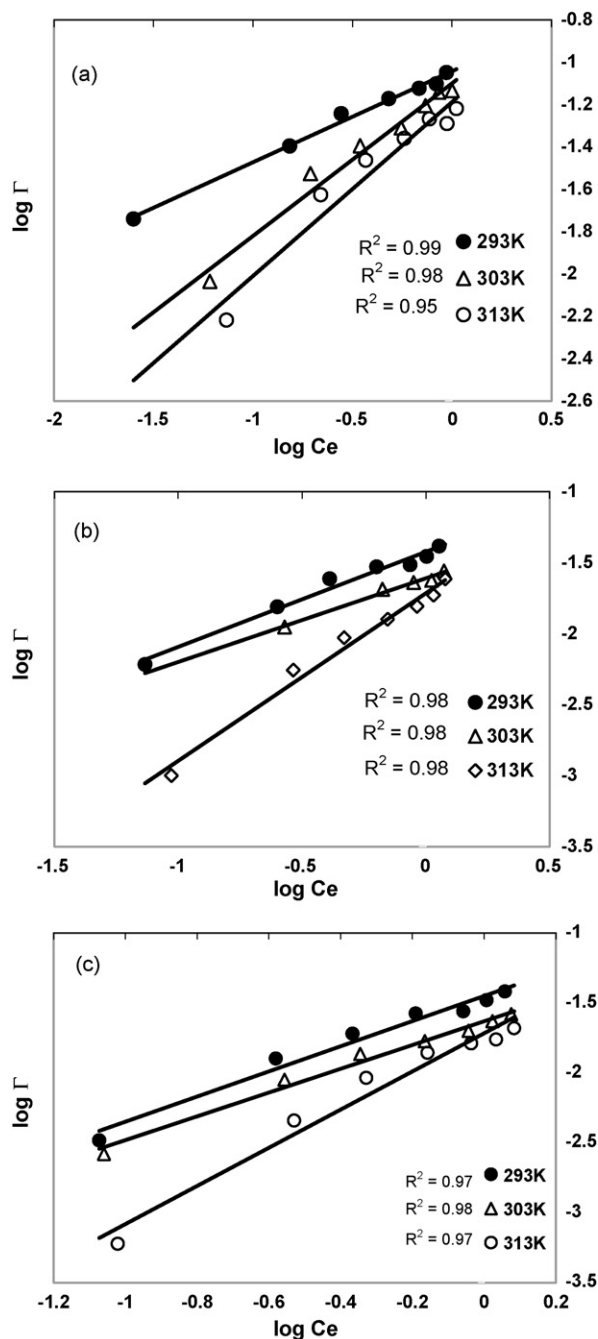 (a)
-0.8
-1
-1.2
-1.4
-1.6
-1.8
-2
-2.2
-2.4
-2.6
log Γ
R² = 0.99 293K
R² = 0.98 303K
R² = 0.95 313K
-2 -1.5 -1 -0.5 0 0.5
log Ce
(b)
-1
-1.5
-2
-2.5
-3
-3.5
log Γ
R² = 0.98 293K
R² = 0.98 303K
R² = 0.98 313K
-1.5 -1 -0.5 0 0.5
log Ce
(c)
-1
-1.5
-2
-2.5
-3
-3.5
log Γ
R² = 0.97 293K
R² = 0.98 303K
R² = 0.97 313K
-1.2 -1 -0.8 -0.6 -0.4 -0.2 0 0.2
log Ce